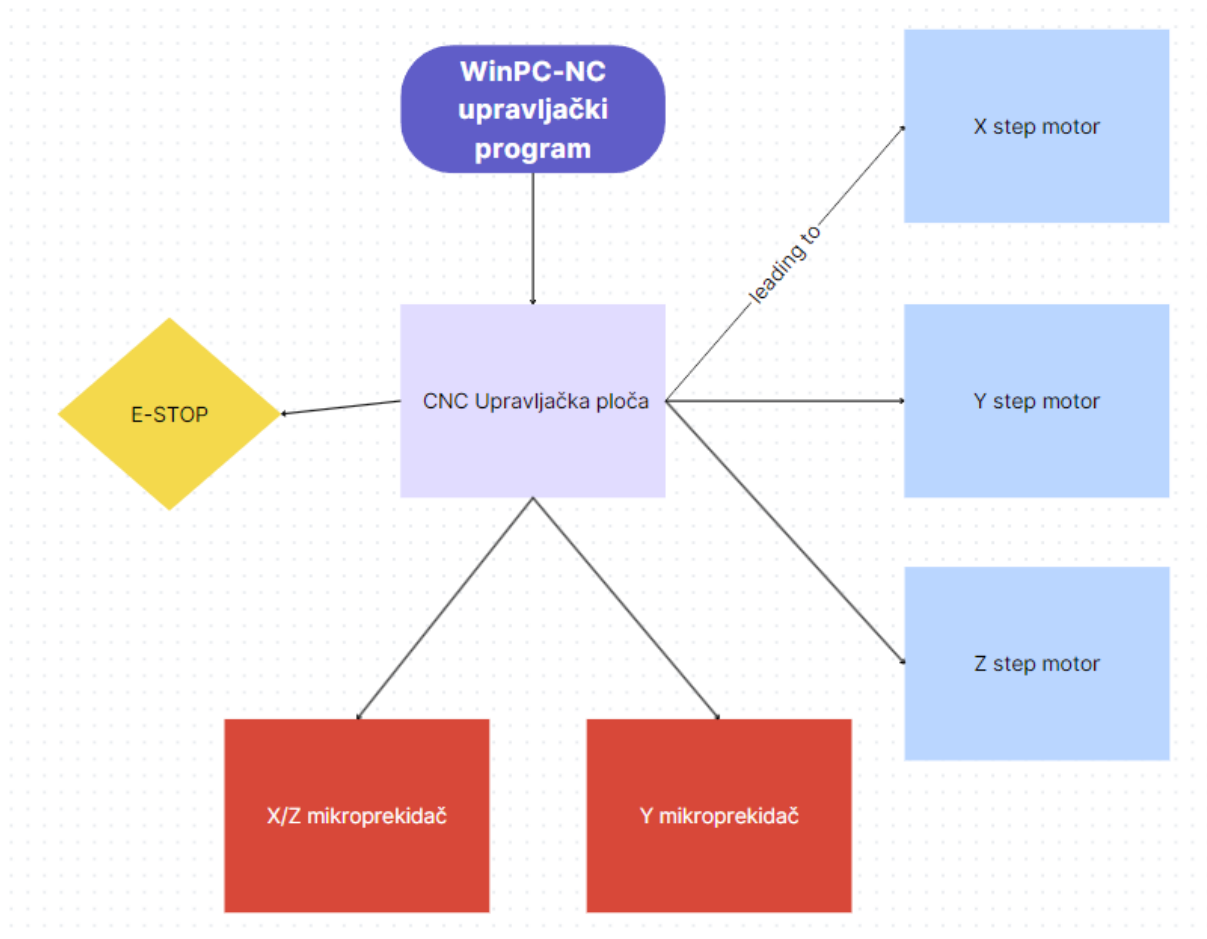 WinPC-NC
upravljački
program
X step motor
leading to
E-STOP
CNC Upravljačka ploča
Y step motor
Z step motor
X/Z mikroprekidač
Y mikroprekidač